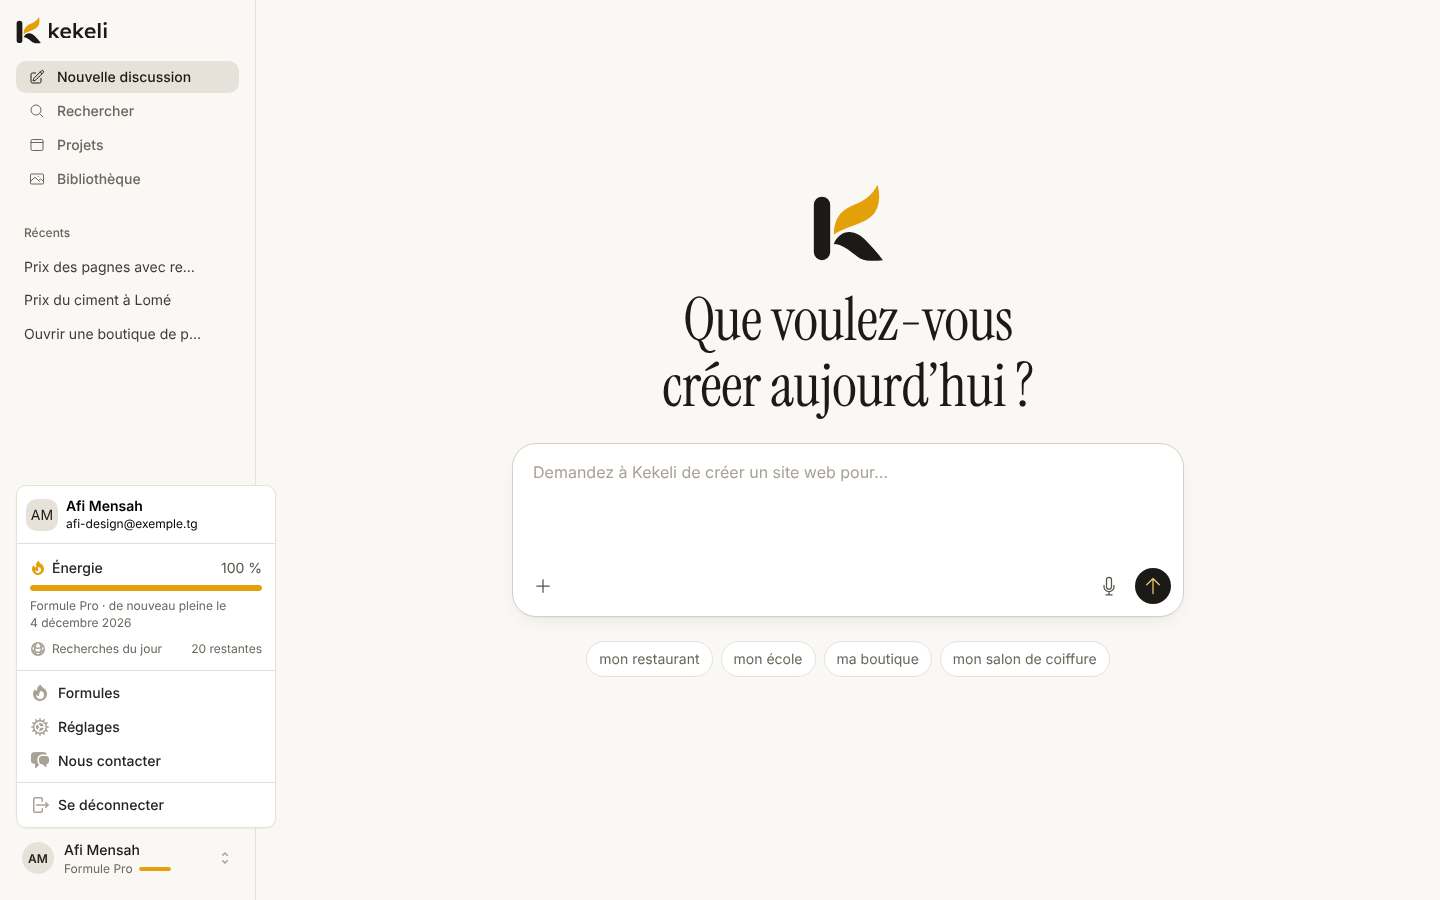 kekeli
Nouvelle discussion
Rechercher
Projets
Bibliothèque
Récents
Prix des pagnes avec re...
Prix du ciment à Lomé
Ouvrir une boutique de p...
AM
Afi Mensah
afi-design@exemple.tg
Énergie 100 %
Formule Pro · de nouveau pleine le
4 décembre 2026
Recherches du jour 20 restantes
Formules
Réglages
Nous contacter
Se déconnecter
AM
Afi Mensah
Formule Pro
Que voulez-vous
créer aujourd’hui ?
Demandez à Kekeli de créer un site web pour...
mon restaurant mon école ma boutique mon salon de coiffure